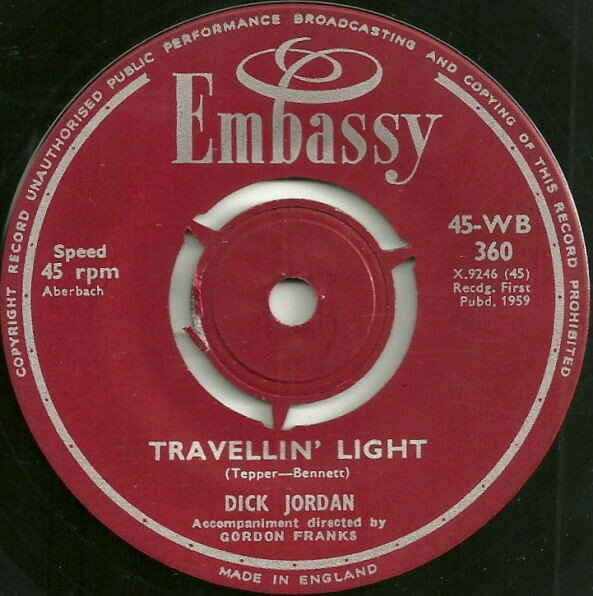 COPYRIGHT RECORD UNAUTHORISED PUBLIC PERFORMANCE BROADCASTING AND COPYING OF THIS RECORD PROHIBITED
Embassy
Speed
45 rpm
Aberbach
45-WB
360
X.9246 (45)
Recdg. First
Pubd. 1959
TRAVELLIN' LIGHT
(Tepper—Bennett)
DICK JORDAN
Accompaniment directed by
GORDON FRANKS
MADE IN ENGLAND